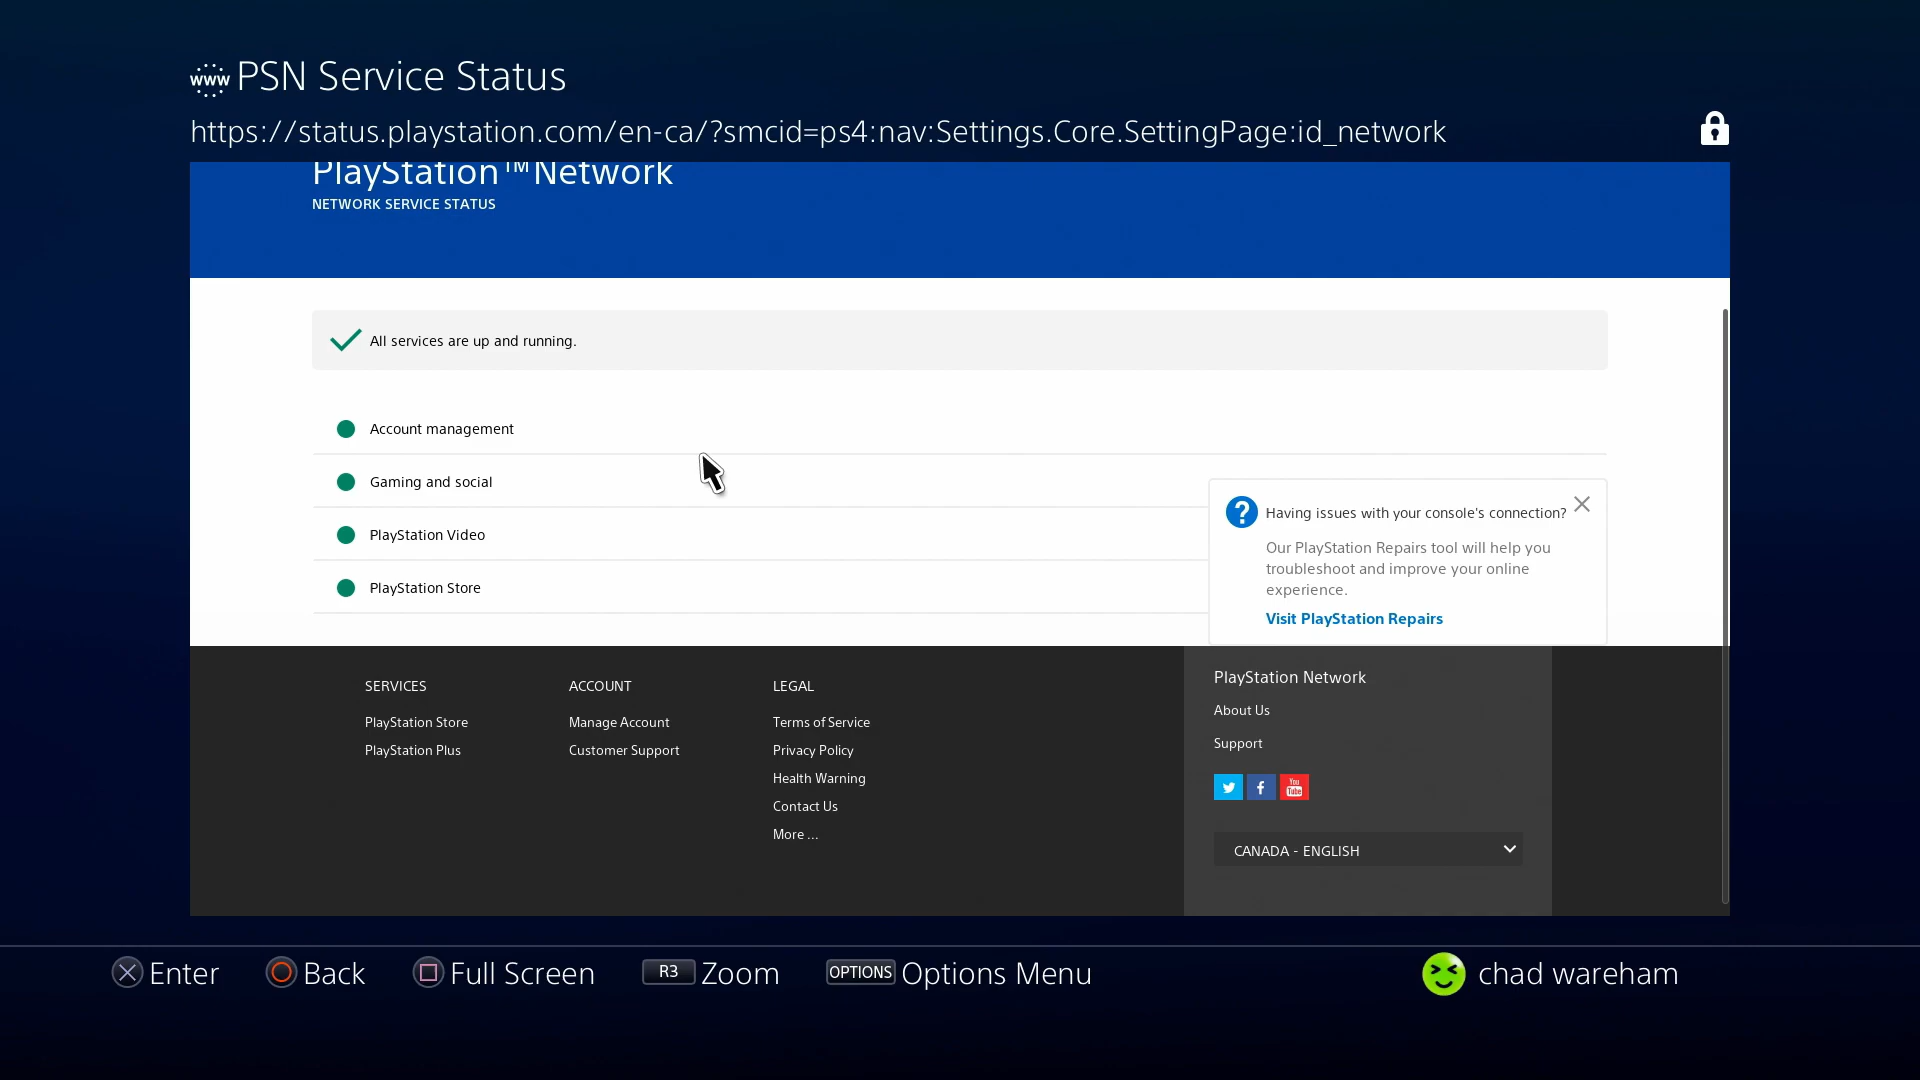 www PSN Service Status
https://status.playstation.com/en-ca/?smcid=ps4:nav:Settings.Core.SettingPage:id_network
PlayStation™Network
NETWORK SERVICE STATUS
All services are up and running.
Account management
Gaming and social
PlayStation Video
PlayStation Store
? Having issues with your console's connection?
Our PlayStation Repairs tool will help you
troubleshoot and improve your online
experience.
Visit PlayStation Repairs
SERVICES
PlayStation Store
PlayStation Plus
ACCOUNT
Manage Account
Customer Support
LEGAL
Terms of Service
Privacy Policy
Health Warning
Contact Us
More ...
PlayStation Network
About Us
Support
f You Tube
CANADA - ENGLISH
Enter Back Full Screen R3 Zoom OPTIONS Options Menu chad wareham